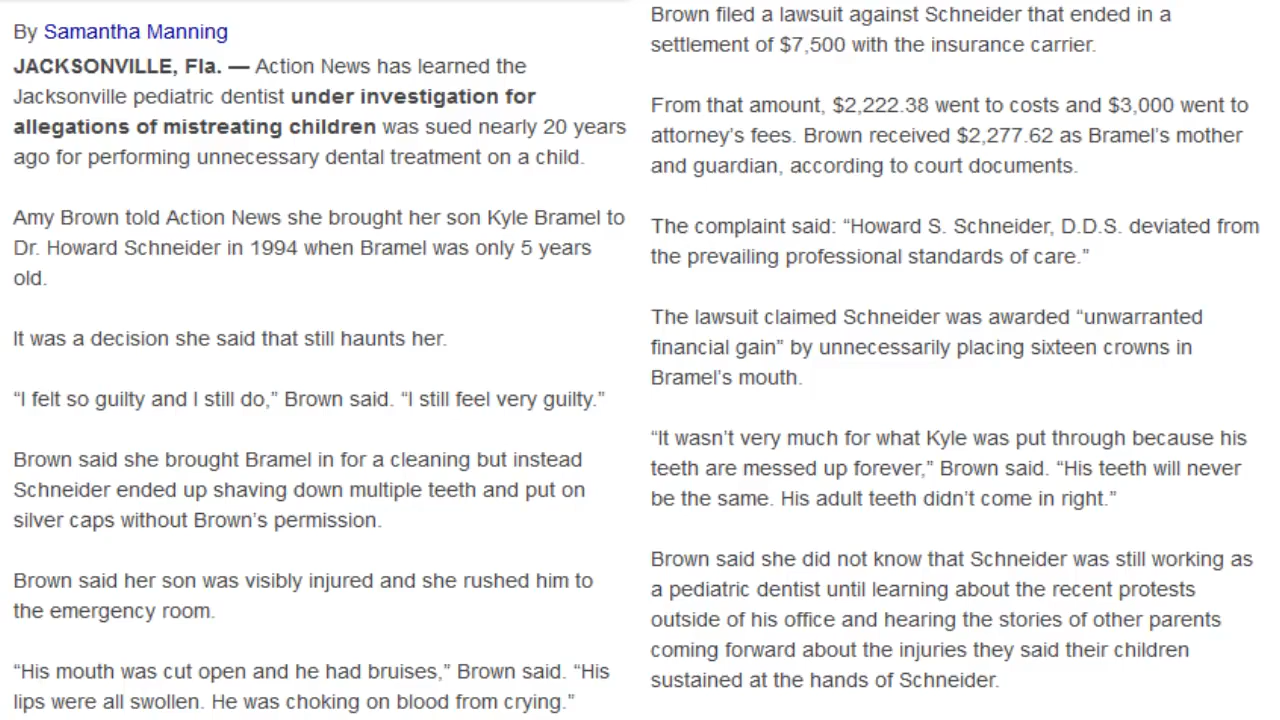 By Samantha Manning
JACKSONVILLE, Fla. — Action News has learned the
Jacksonville pediatric dentist under investigation for
allegations of mistreating children was sued nearly 20 years
ago for performing unnecessary dental treatment on a child.
Amy Brown told Action News she brought her son Kyle Bramel to
Dr. Howard Schneider in 1994 when Bramel was only 5 years
old.
It was a decision she said that still haunts her.
“I felt so guilty and I still do,” Brown said. “I still feel very guilty.”
Brown said she brought Bramel in for a cleaning but instead
Schneider ended up shaving down multiple teeth and put on
silver caps without Brown’s permission.
Brown said her son was visibly injured and she rushed him to
the emergency room.
“His mouth was cut open and he had bruises,” Brown said. “His
lips were all swollen. He was choking on blood from crying.”
Brown filed a lawsuit against Schneider that ended in a
settlement of $7,500 with the insurance carrier.
From that amount, $2,222.38 went to costs and $3,000 went to
attorney’s fees. Brown received $2,277.62 as Bramel’s mother
and guardian, according to court documents.
The complaint said: “Howard S. Schneider, D.D.S. deviated from
the prevailing professional standards of care.”
The lawsuit claimed Schneider was awarded “unwarranted
financial gain” by unnecessarily placing sixteen crowns in
Bramel’s mouth.
“It wasn’t very much for what Kyle was put through because his
teeth are messed up forever,” Brown said. “His teeth will never
be the same. His adult teeth didn’t come in right.”
Brown said she did not know that Schneider was still working as
a pediatric dentist until learning about the recent protests
outside of his office and hearing the stories of other parents
coming forward about the injuries they said their children
sustained at the hands of Schneider.